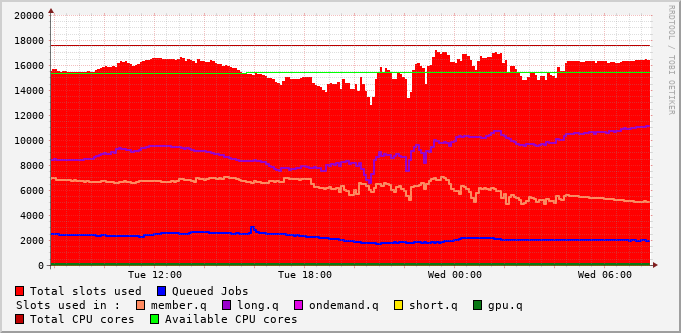 20000
18000
16000
14000
12000
10000
8000
6000
4000
2000
0
Tue 12:00 Tue 18:00 Wed 00:00 Wed 06:00
Total slots used Queued Jobs
Slots used in : member.q long.q ondemand.q short.q gpu.q
Total CPU cores Available CPU cores
RRDTOOL / TOBI OETIKER